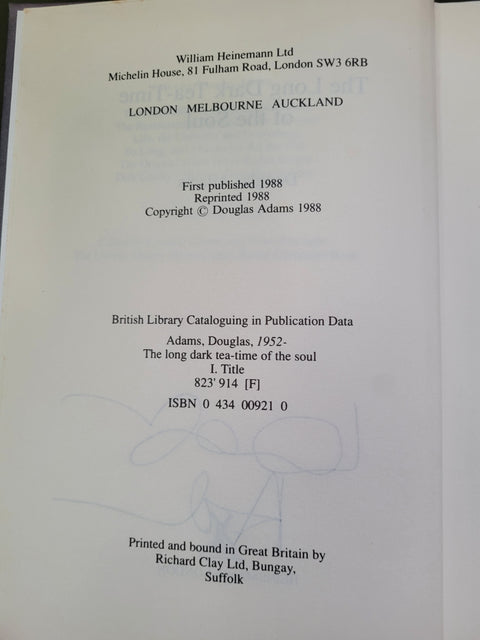 William Heinemann Ltd
Michelin House, 81 Fulham Road, London SW3 6RB
LONDON MELBOURNE AUCKLAND
First published 1988
Reprinted 1988
Copyright © Douglas Adams 1988
British Library Cataloguing in Publication Data
Adams, Douglas, 1952-
The long dark tea-time of the soul
I. Title
823'914 [F]
ISBN 0 434 00921 0
Printed and bound in Great Britain by
Richard Clay Ltd, Bungay,
Suffolk